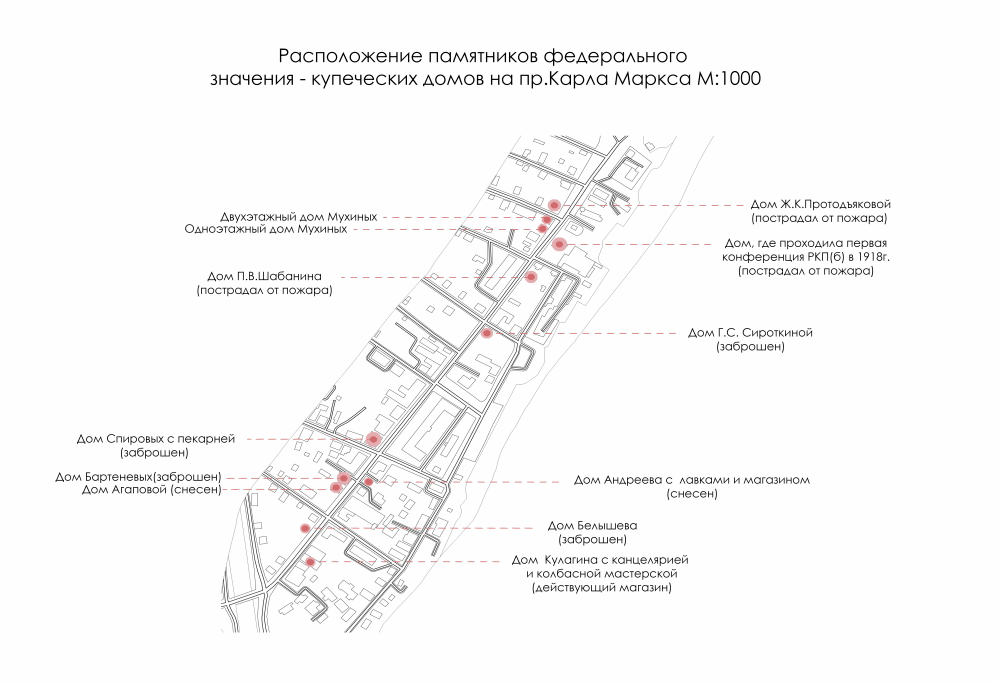 Расположение памятников федерального
значения - купеческих домов на пр.Карла Маркса М:1000
Дом Ж.К.Протодъяковой
(пострадал от пожара)
Двухэтажный дом Мухиных
Одноэтажный дом Мухиных
Дом, где проходила первая
конференция РКП(б) в 1918г.
(пострадал от пожара)
Дом П.В.Шабанина
(пострадал от пожара)
Дом Г.С. Сироткиной
(заброшен)
Дом Спировых с пекарней
(заброшен)
Дом Бартеневых(заброшен)
Дом Агаповой (снесен)
Дом Андреева с лавками и магазином
(снесен)
Дом Белышева
(заброшен)
Дом Кулагина с канцелярией
и колбасной мастерской
(действующий магазин)